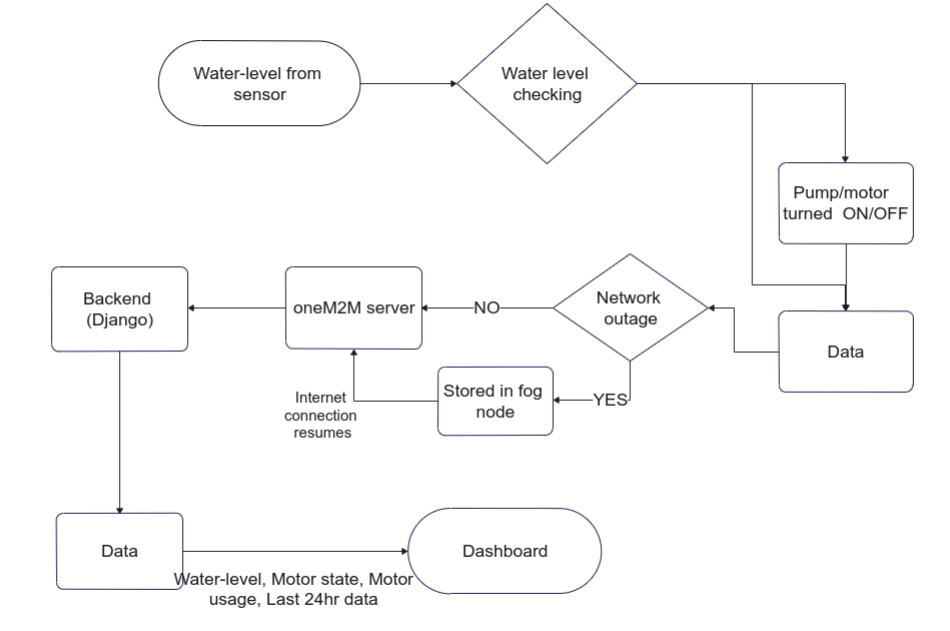 Water-level from
sensor
Water level
checking
Pump/motor
turned ON/OFF
Backend
(Django)
oneM2M server
NO
Network
outage
Data
Stored in fog
node
YES
Internet
connection
resumes
Data
Dashboard
Water-level, Motor state, Motor
usage, Last 24hr data